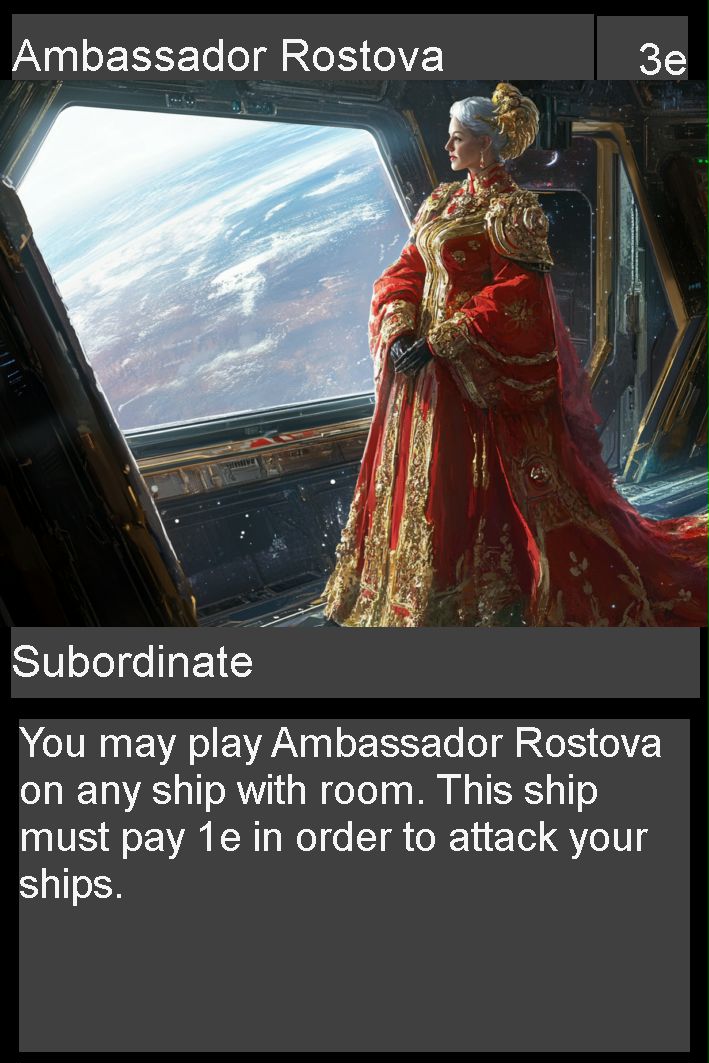 Ambassador Rostova
3e
Subordinate
You may play Ambassador Rostova
on any ship with room. This ship
must pay 1e in order to attack your
ships.